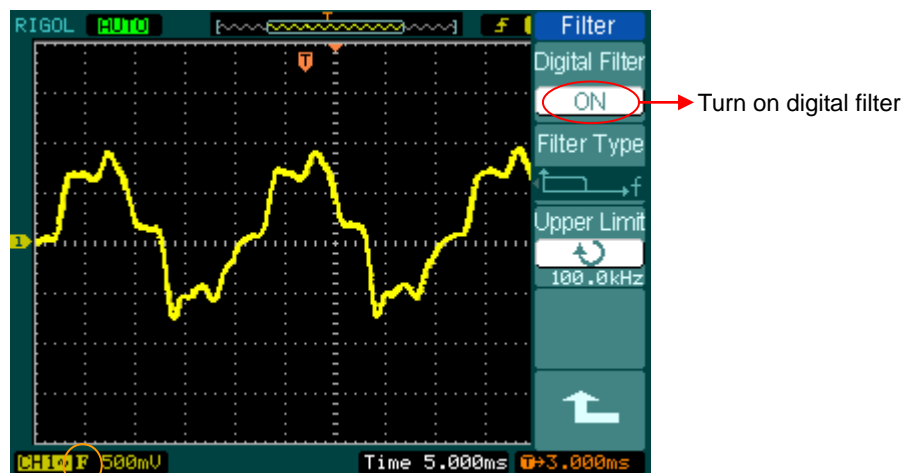 RIGOL AUTO
T
Filter
Digital Filter
ON
Turn on digital filter
Filter Type
f
Upper Limit
100.0kHz
1
CH1 F 500mV
Time 5.000ms
T→3.000ms